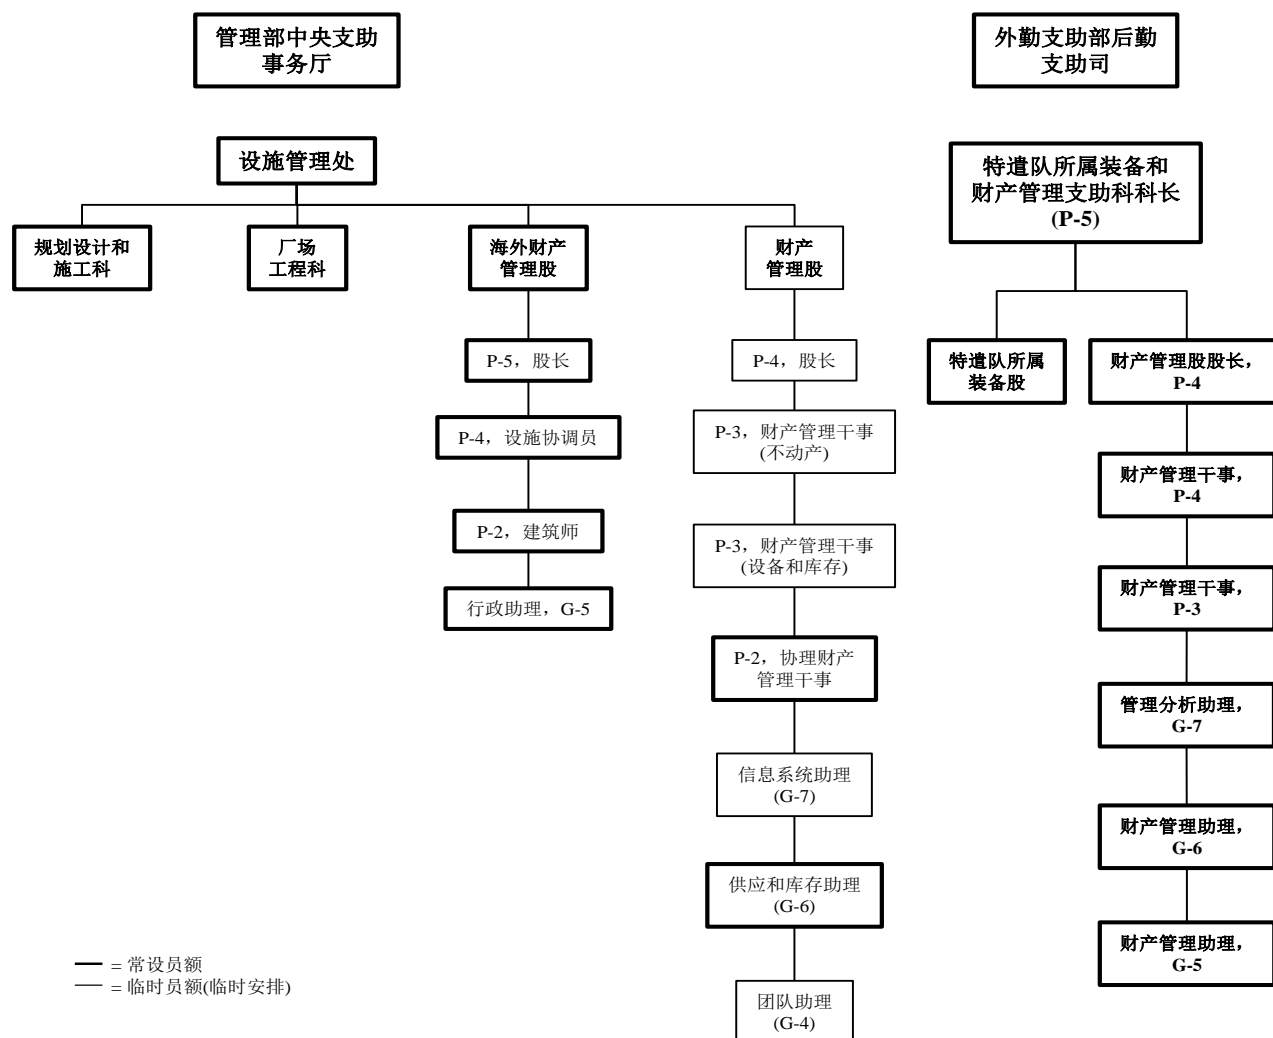 管理部中央支助
事务厅
外勤支助部后勤
支助司
设施管理处
特遣队所属装备和
财产管理支助科科长
(P-5)
规划设计和
施工科
厂场
工程科
海外财产
管理股
财产
管理股
P-5，股长
P-4，股长
特遣队所属
装备股
财产管理股股长，
P-4
P-4，设施协调员
P-3，财产管理干事
(不动产)
财产管理干事，
P-4
P-2，建筑师
P-3，财产管理干事
(设备和库存)
行政助理，G-5
财产管理干事，
P-3
P-2，协理财产
管理干事
管理分析助理，
G-7
信息系统助理
(G-7)
财产管理助理，
G-6
供应和库存助理
(G-6)
财产管理助理，
G-5
= 常设员额
= 临时员额(临时安排)
团队助理
(G-4)